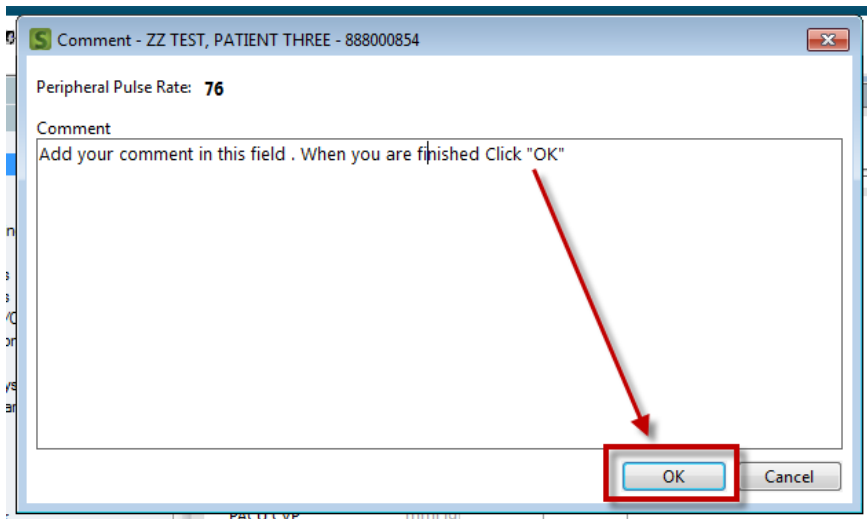 S Comment - ZZ TEST, PATIENT THREE - 888000854
Peripheral Pulse Rate: 76
Comment
Add your comment in this field . When you are finished Click "OK"
OK Cancel